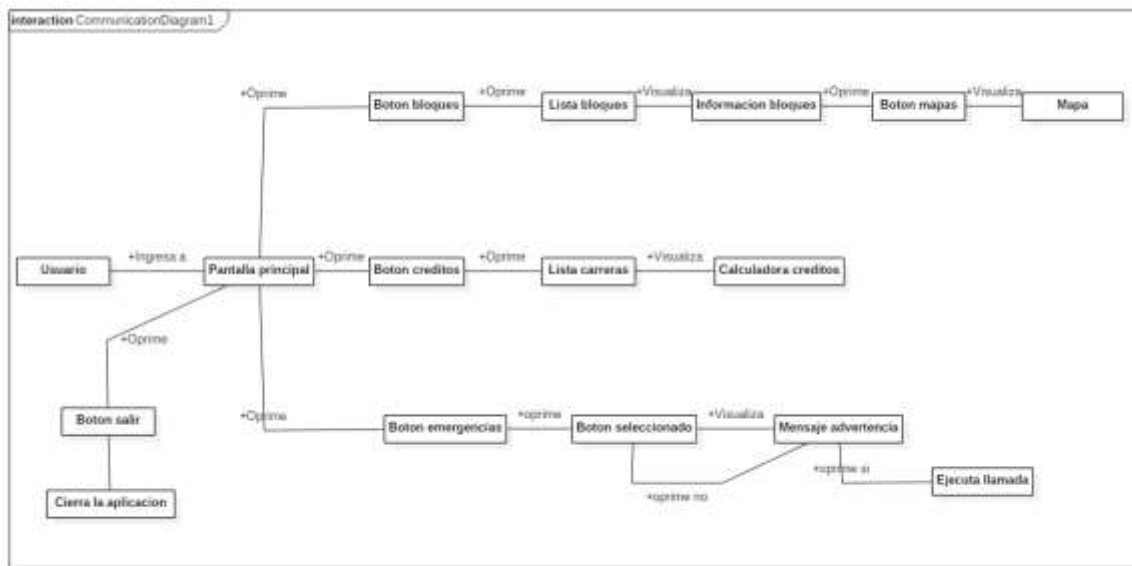 interaction CommunicationDiagram1
+Oprime
Boton bloques
+Oprime
Lista bloques
+Visualiza
Informacion bloques
+Oprime
Boton mapas
+Visualiza
Mapa
Usuario
+Ingresa a
Pantalla principal
+Oprime
Boton creditos
+Oprime
Lista carreras
+Visualiza
Calculadora creditos
+Oprime
Boton salir
Cierra la aplicacion
+Oprime
Boton emergencias
+oprime
Boton seleccionado
+Visualiza
Mensaje advertencia
+oprime no
+oprime si
Ejecuta llamada